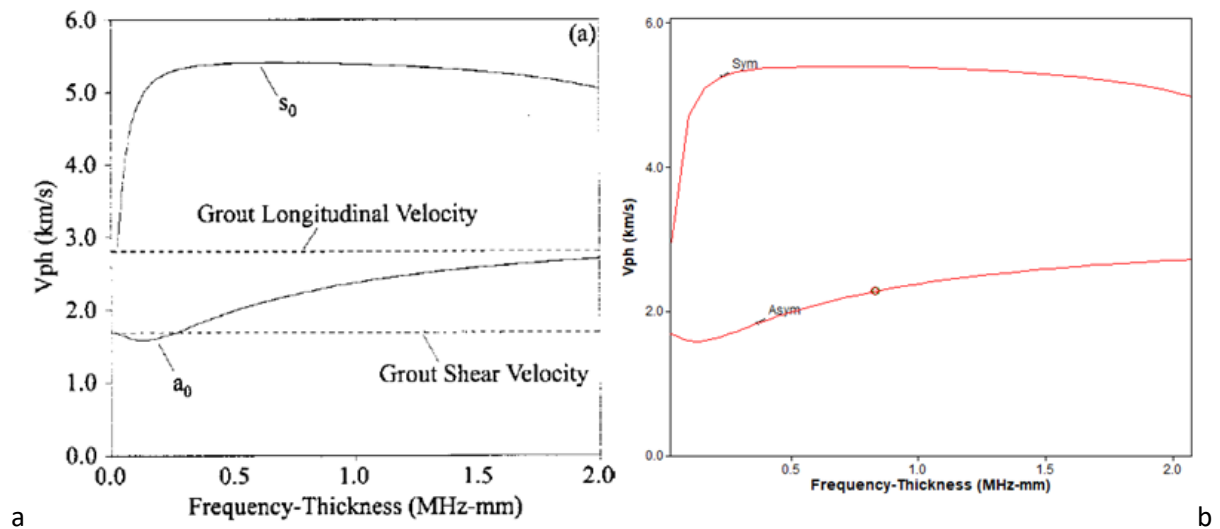 (a)
6.0
5.0
4.0
3.0
2.0
1.0
0.0
Vph (km/s)
s0
Grout Longitudinal Velocity
Grout Shear Velocity
a0
0.0 0.5 1.0 1.5 2.0
Frequency-Thickness (MHz-mm)
a
6.0
4.0
2.0
0.0
Vph (km/s)
Sym
Asym
0.5 1.0 1.5 2.0
Frequency-Thickness (MHz-mm)
b